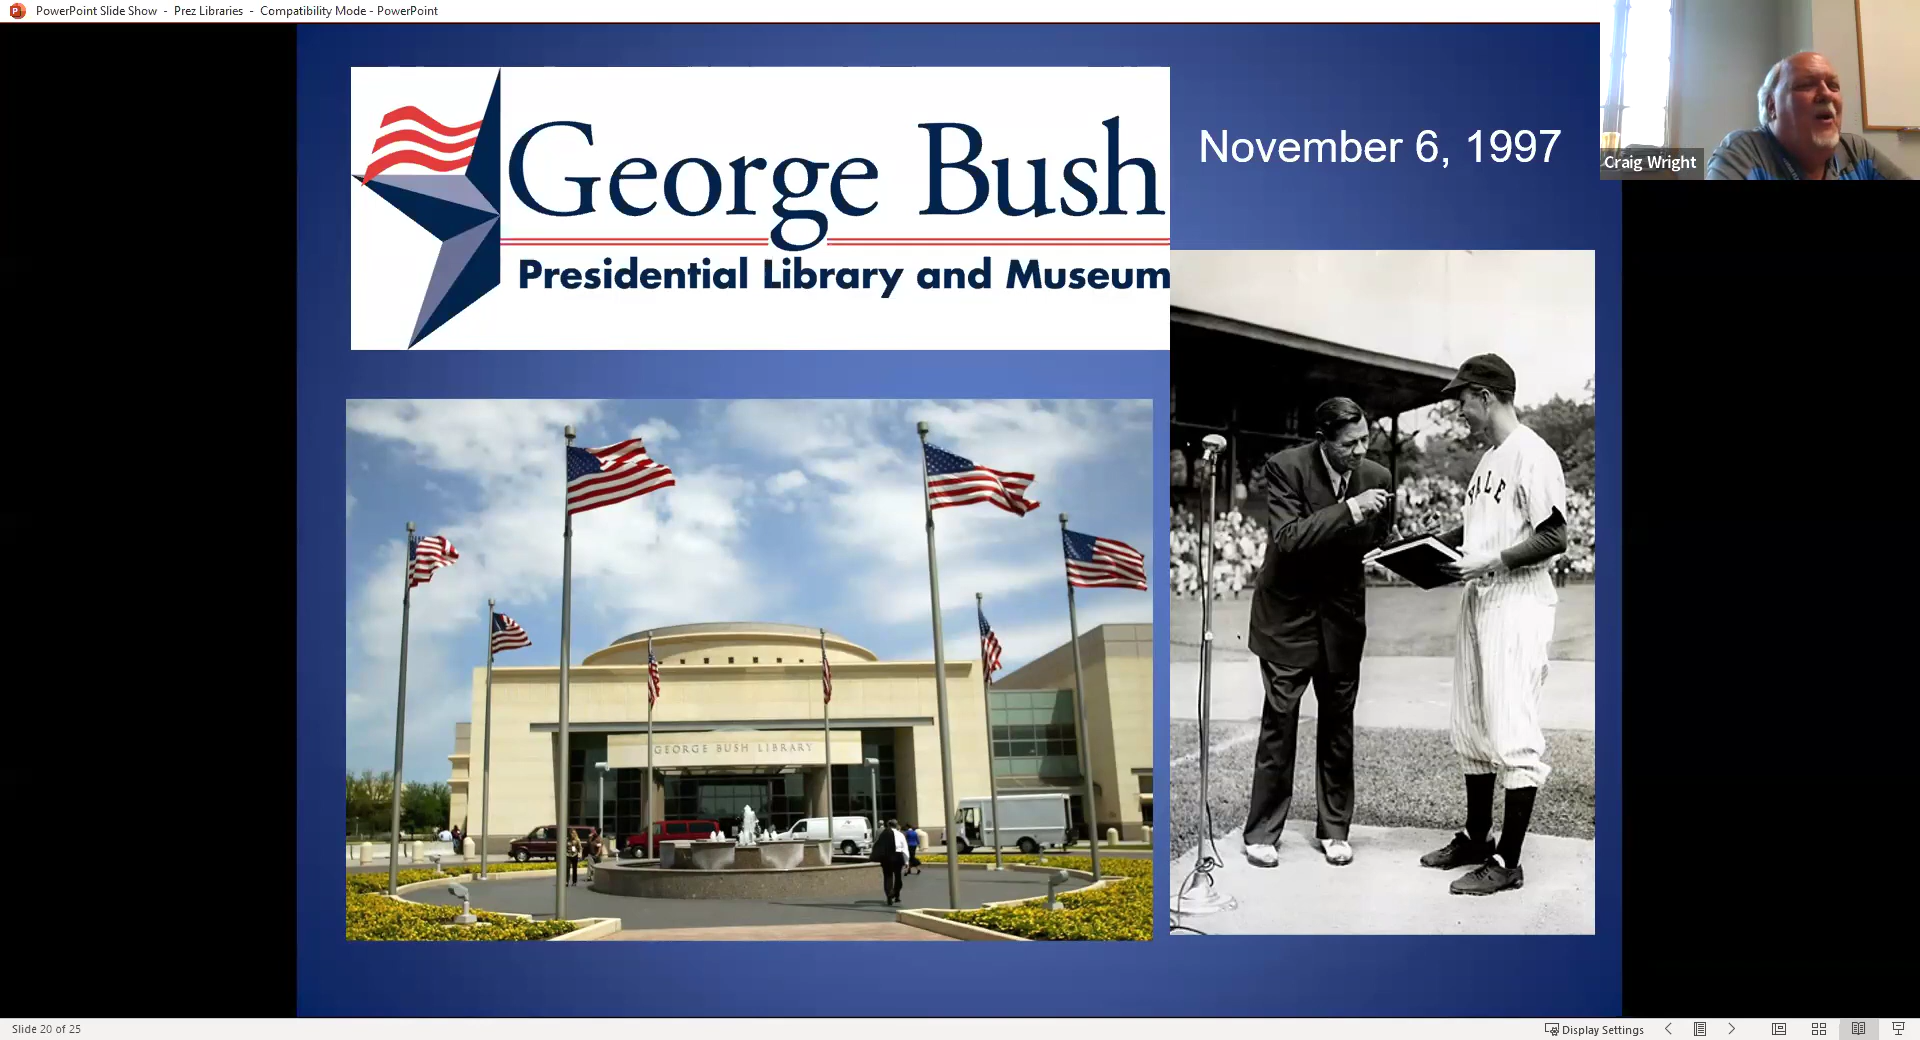 PowerPoint Slide Show - Prez Libraries - Compatibility Mode - PowerPoint
George Bush
Presidential Library and Museum
November 6, 1997
Craig Wright
GEORGE BUSH LIBRARY
YALE
Slide 20 of 25
Display Settings